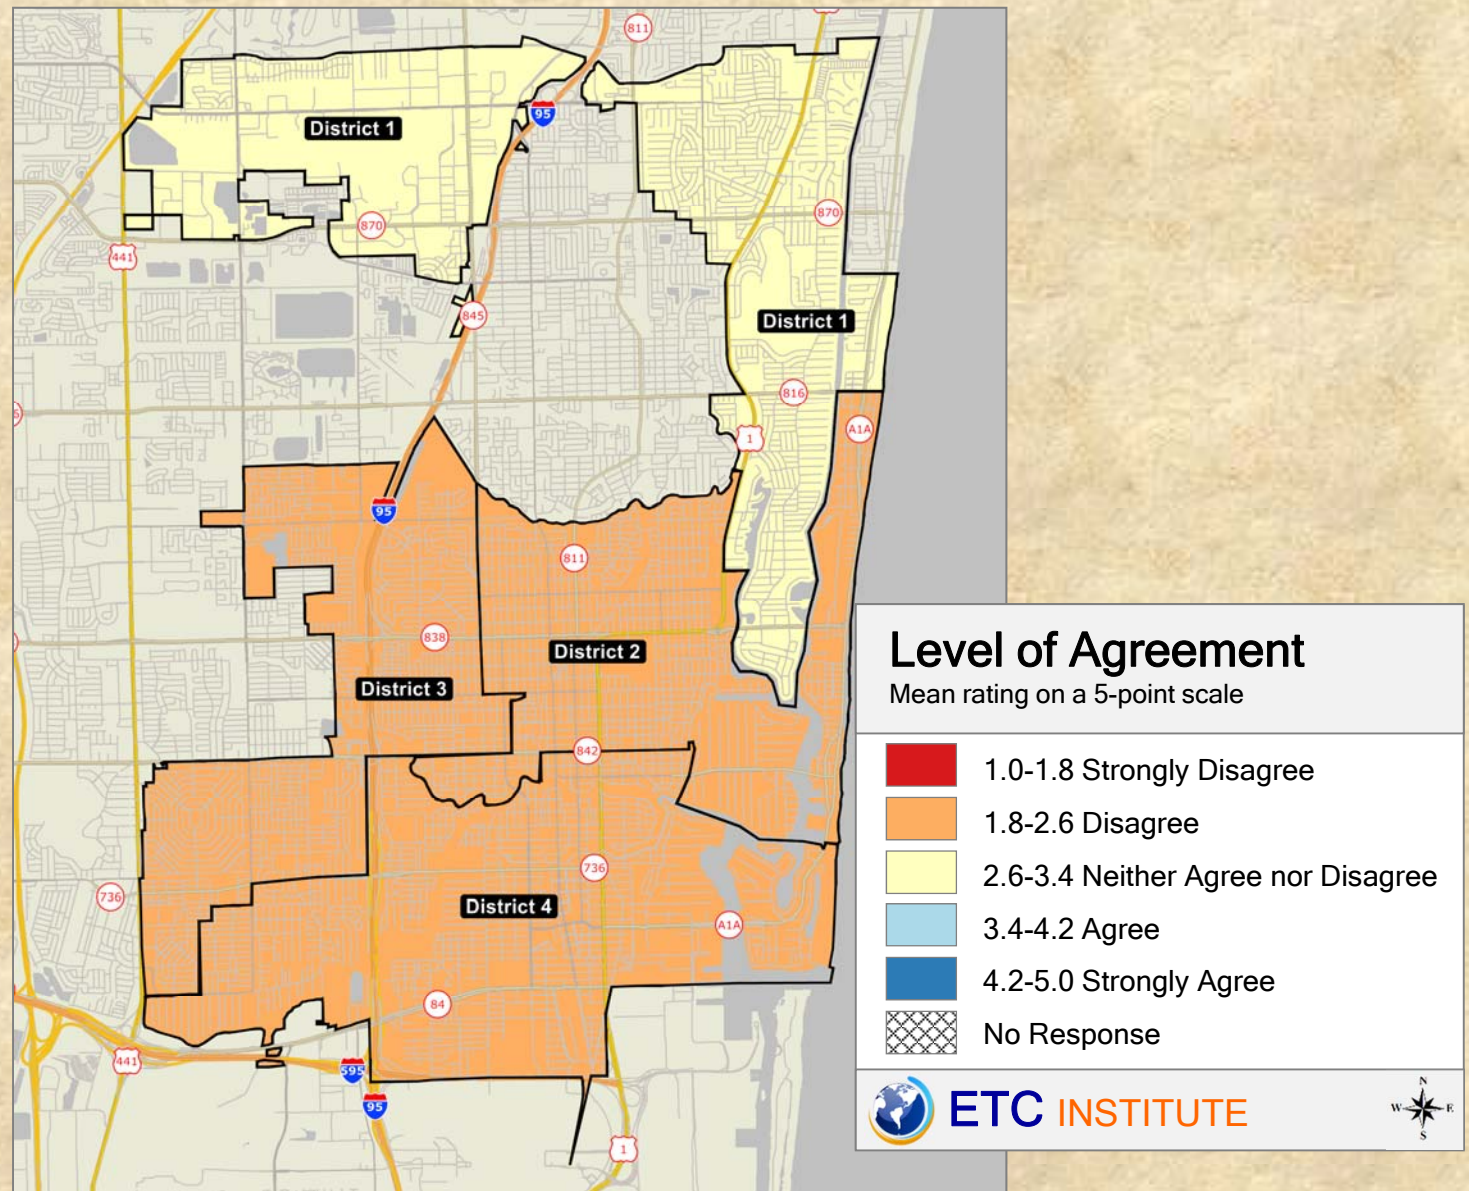 811
95
District 1
870
870
441
845
District 1
816
1
A1A
95
811
838
District 2
District 3
842
736
736
District 4
A1A
84
441
595
95
1
Level of Agreement
Mean rating on a 5-point scale
1.0-1.8 Strongly Disagree
1.8-2.6 Disagree
2.6-3.4 Neither Agree nor Disagree
3.4-4.2 Agree
4.2-5.0 Strongly Agree
No Response
ETC INSTITUTE
N
W E
S